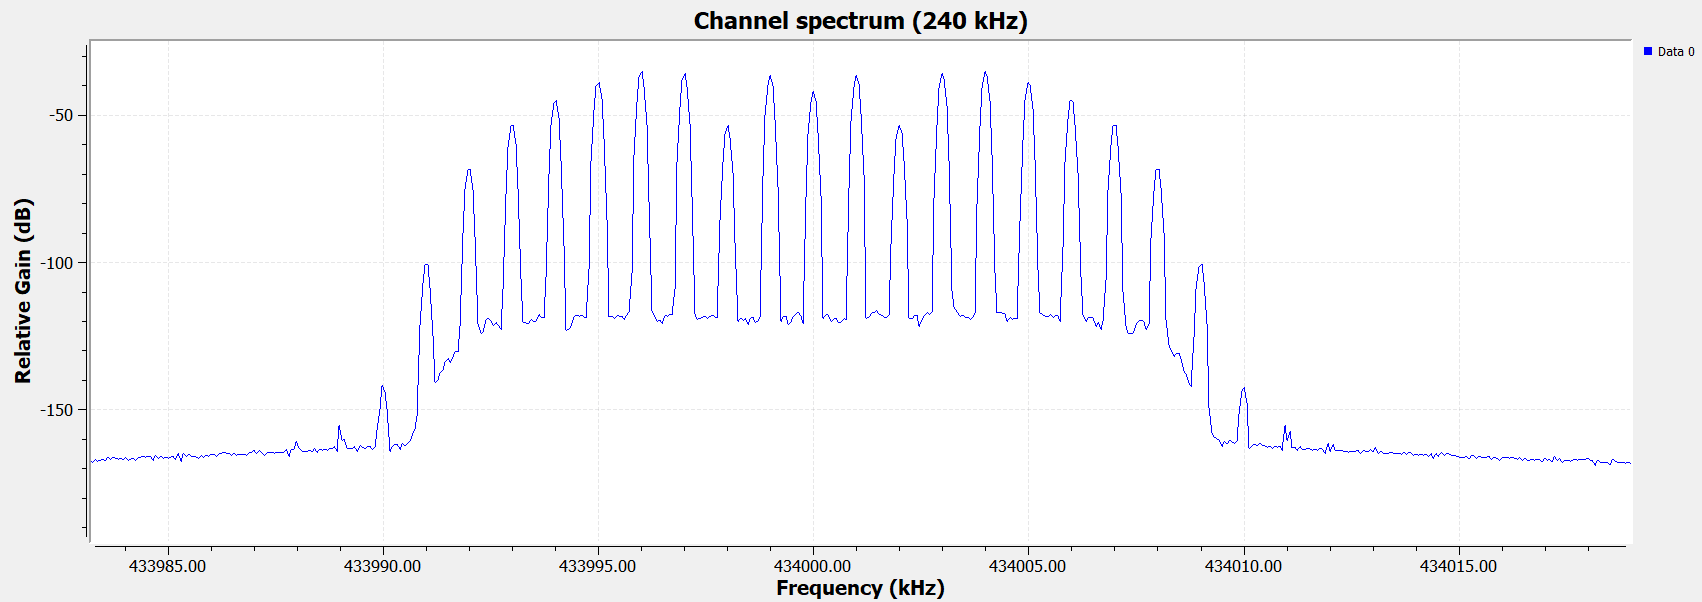 Channel spectrum (240 kHz)
Data 0
Relative Gain (dB)
-50
-100
-150
433985.00 433990.00 433995.00 434000.00 434005.00 434010.00 434015.00
Frequency (kHz)